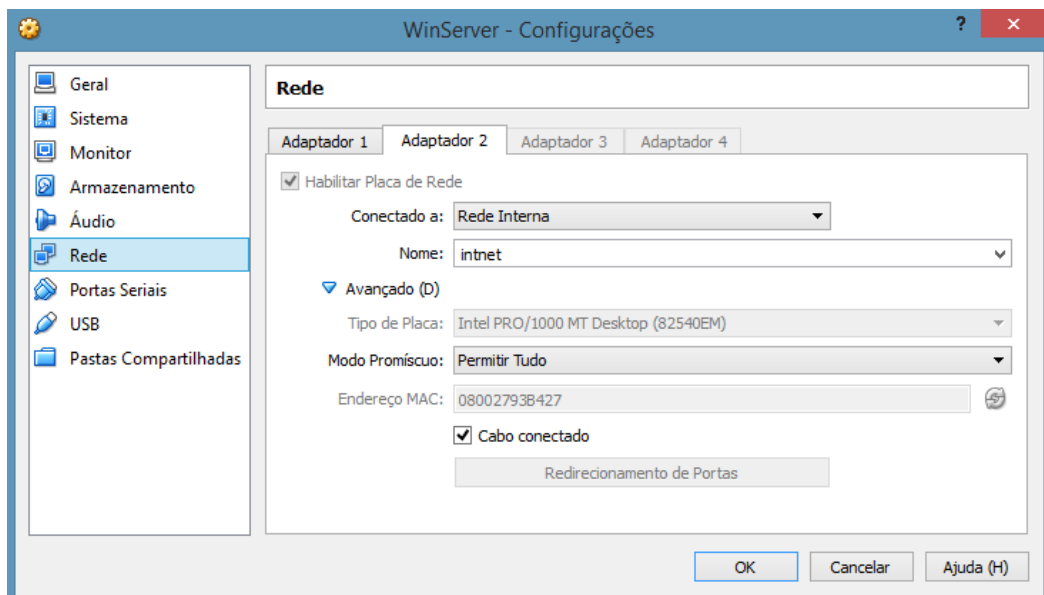 WinServer - Configurações
?
Geral
Sistema
Monitor
Armazenamento
Áudio
Rede
Portas Seriais
USB
Pastas Compartilhadas
Rede
Adaptador 1 Adaptador 2 Adaptador 3 Adaptador 4
Habilitar Placa de Rede
Conectado a: Rede Interna
Nome: intnet
Avançado (D)
Tipo de Placa: Intel PRO/1000 MT Desktop (82540EM)
Modo Promíscuo: Permitir Tudo
Endereço MAC: 08002793B427
Cabo conectado
Redirecionamento de Portas
OK Cancelar Ajuda (H)